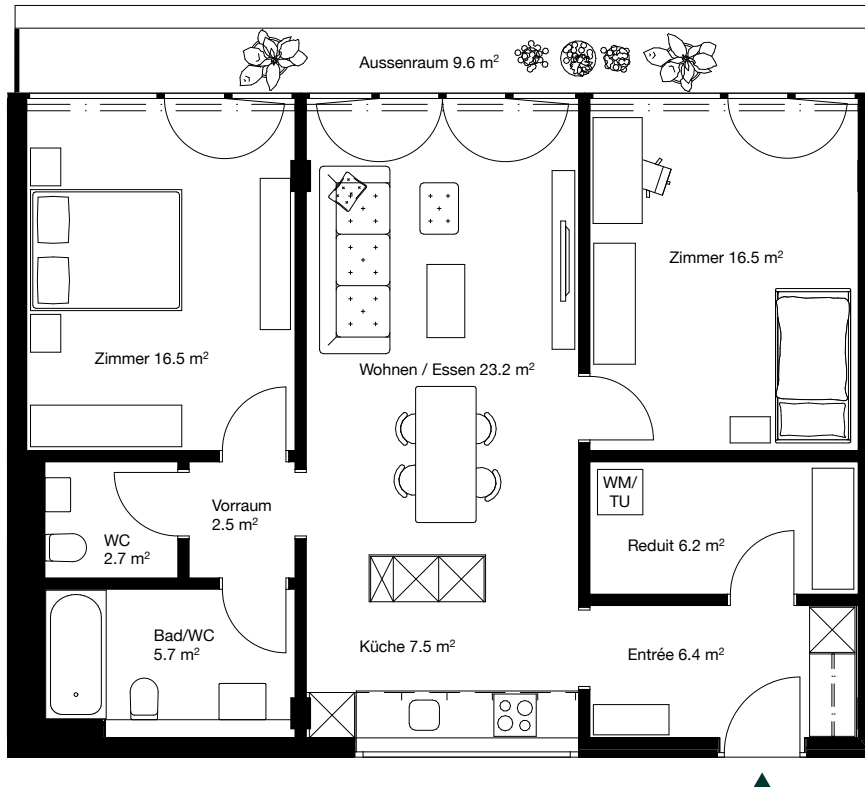 Aussenraum 9.6 m²
Zimmer 16.5 m²
Zimmer 16.5 m²
Wohnen / Essen 23.2 m²
WM/
TU
Vorraum
2.5 m²
WC
2.7 m²
Reduit 6.2 m²
Bad/WC
5.7 m²
Küche 7.5 m²
Entrée 6.4 m²